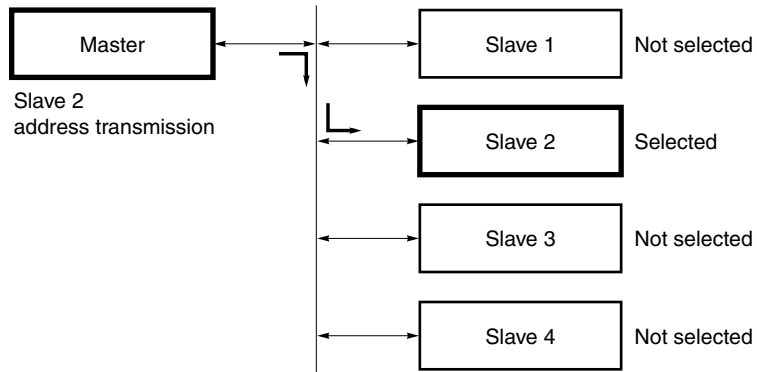 Master
Slave 2
address transmission
Slave 1
Not selected
Slave 2
Selected
Slave 3
Not selected
Slave 4
Not selected